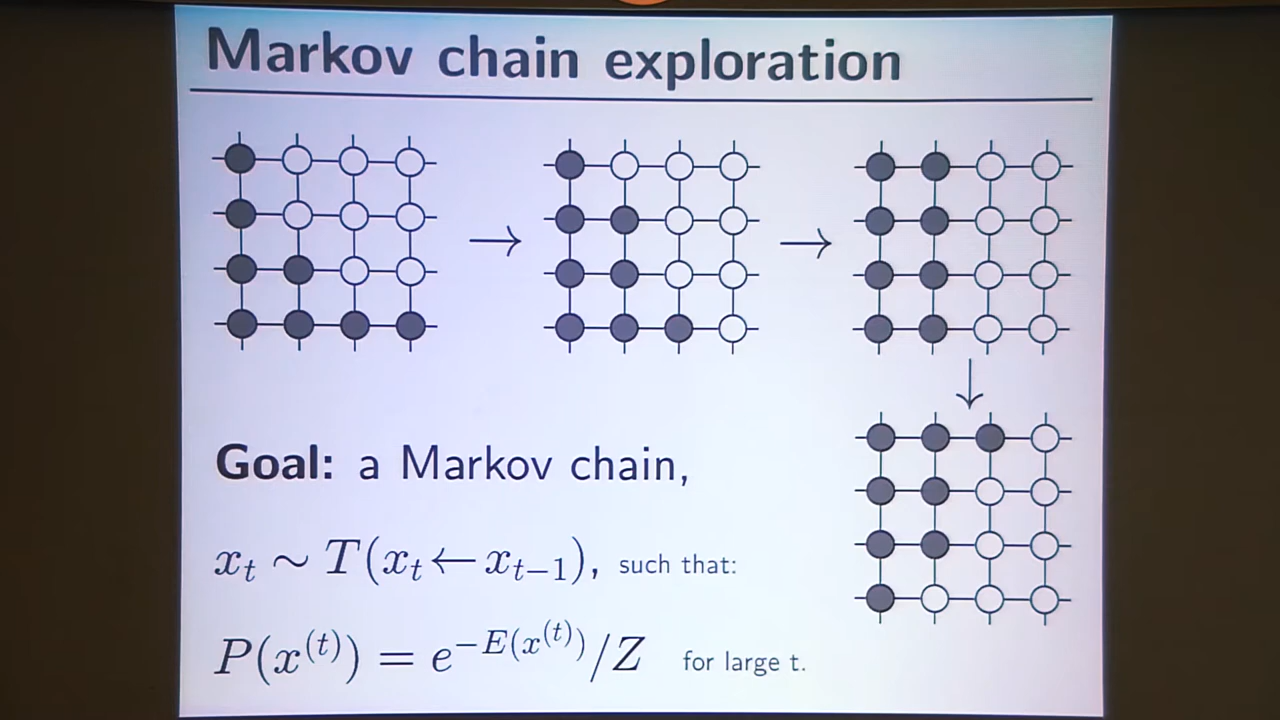 Markov chain exploration
Goal: a Markov chain,
x_t ∼ T(x_t ← x_{t−1}), such that:
P(x^{(t)}) = e^{−E(x^{(t)})}/Z for large t.